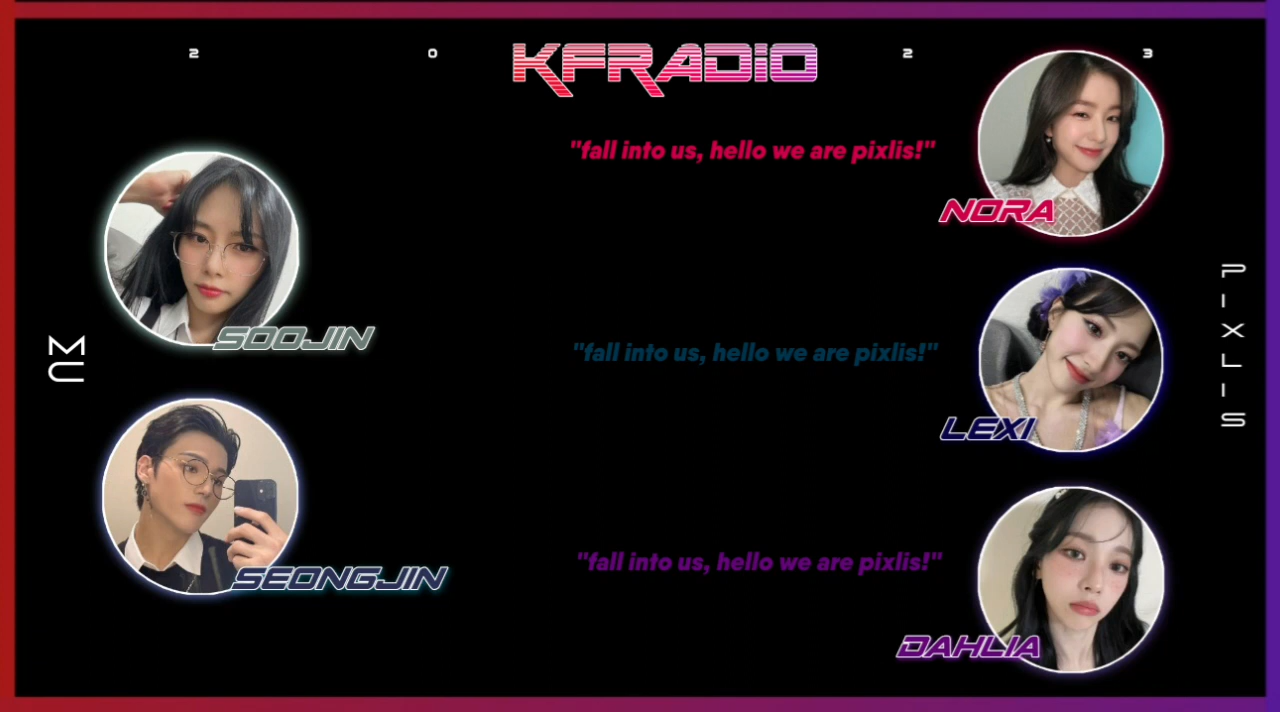 2 0 2 3
KFRADIO
"fall into us, hello we are pixlis!"
NORA
SOOJIN
MC
PIXLIS
"fall into us, hello we are pixlis!"
LEXI
SEONGJIN
"fall into us, hello we are pixlis!"
DAHLIA